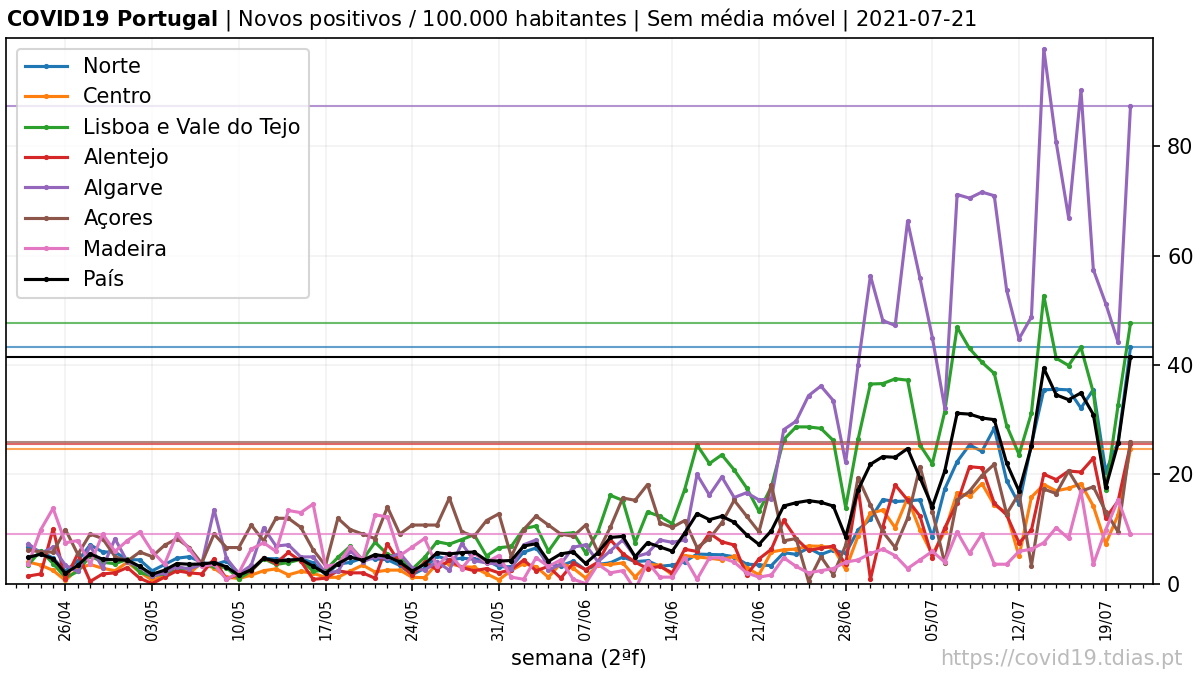 COVID19 Portugal | Novos positivos / 100.000 habitantes | Sem média móvel | 2021-07-21
Norte
Centro
Lisboa e Vale do Tejo
Alentejo
Algarve
Açores
Madeira
País
80
60
40
20
0
26/04
03/05
10/05
17/05
24/05
31/05
07/06
14/06
21/06
28/06
05/07
12/07
19/07
semana (2ªf)
https://covid19.tdias.pt